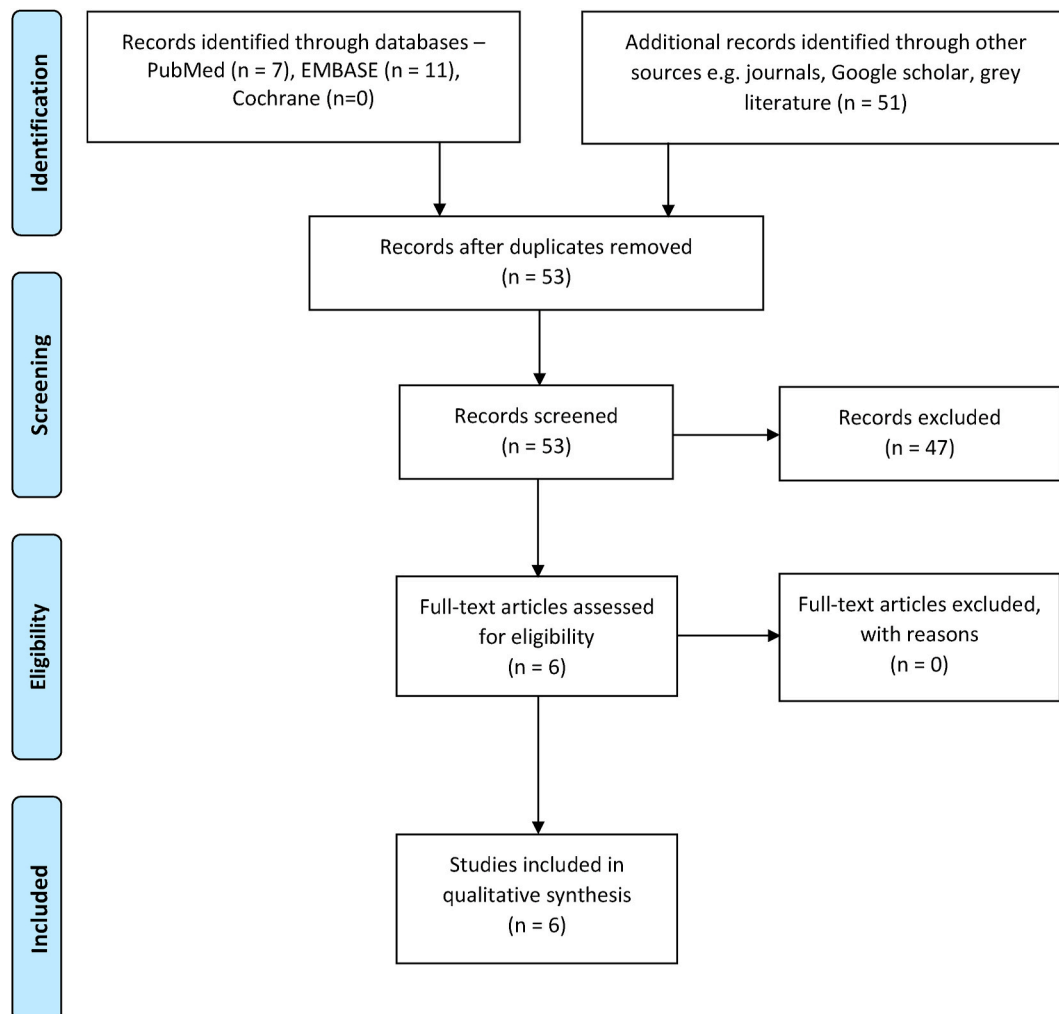 Identification
Records identified through databases –
PubMed (n = 7), EMBASE (n = 11),
Cochrane (n=0)
Additional records identified through other
sources e.g. journals, Google scholar, grey
literature (n = 51)
Records after duplicates removed
(n = 53)
Screening
Records screened
(n = 53)
Records excluded
(n = 47)
Eligibility
Full-text articles assessed
for eligibility
(n = 6)
Full-text articles excluded,
with reasons
(n = 0)
Included
Studies included in
qualitative synthesis
(n = 6)